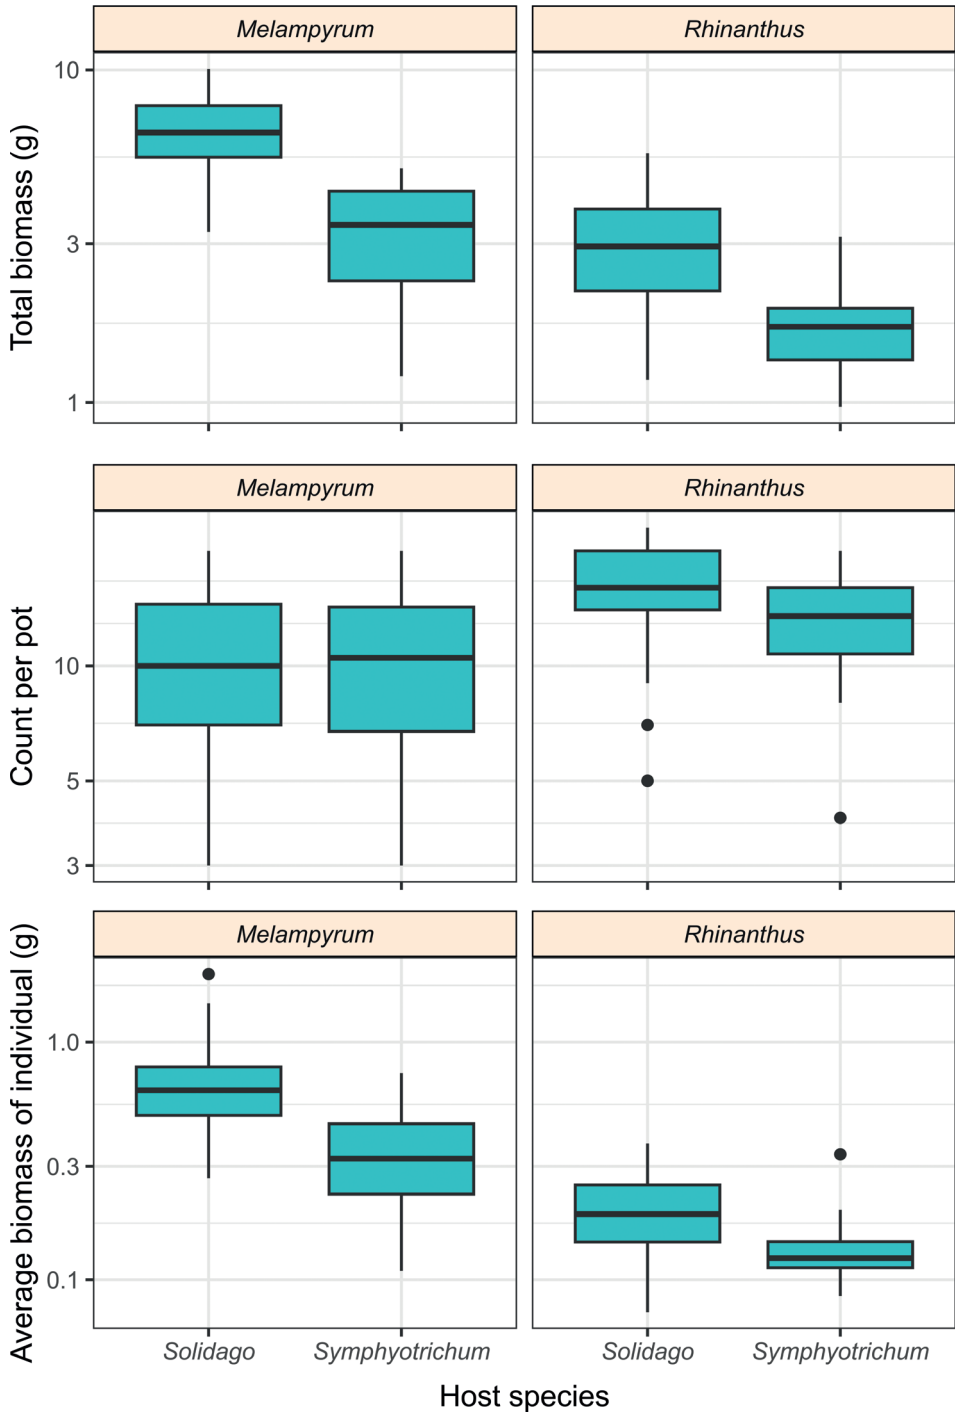 Melampyrum
Rhinanthus
Total biomass (g)
10
3
1
Melampyrum
Rhinanthus
Count per pot
10
5
3
Melampyrum
Rhinanthus
Average biomass of individual (g)
1.0
0.3
0.1
Solidago
Symphyotrichum
Solidago
Symphyotrichum
Host species